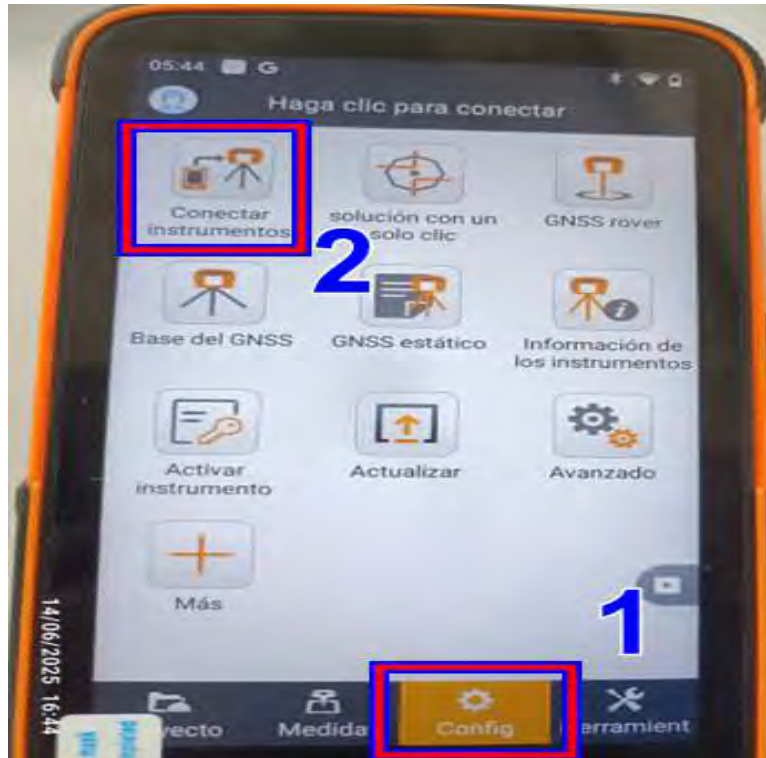 05:44 G
Haga clic para conectar
Conectar
instrumentos
solución con un
solo clic
GNSS rover
2
Base del GNSS
GNSS estático
Información de
los instrumentos
Activar
instrumento
Actualizar
Avanzado
Más
1
14/06/2025 16:44
yecto
Medida
Config
erramient